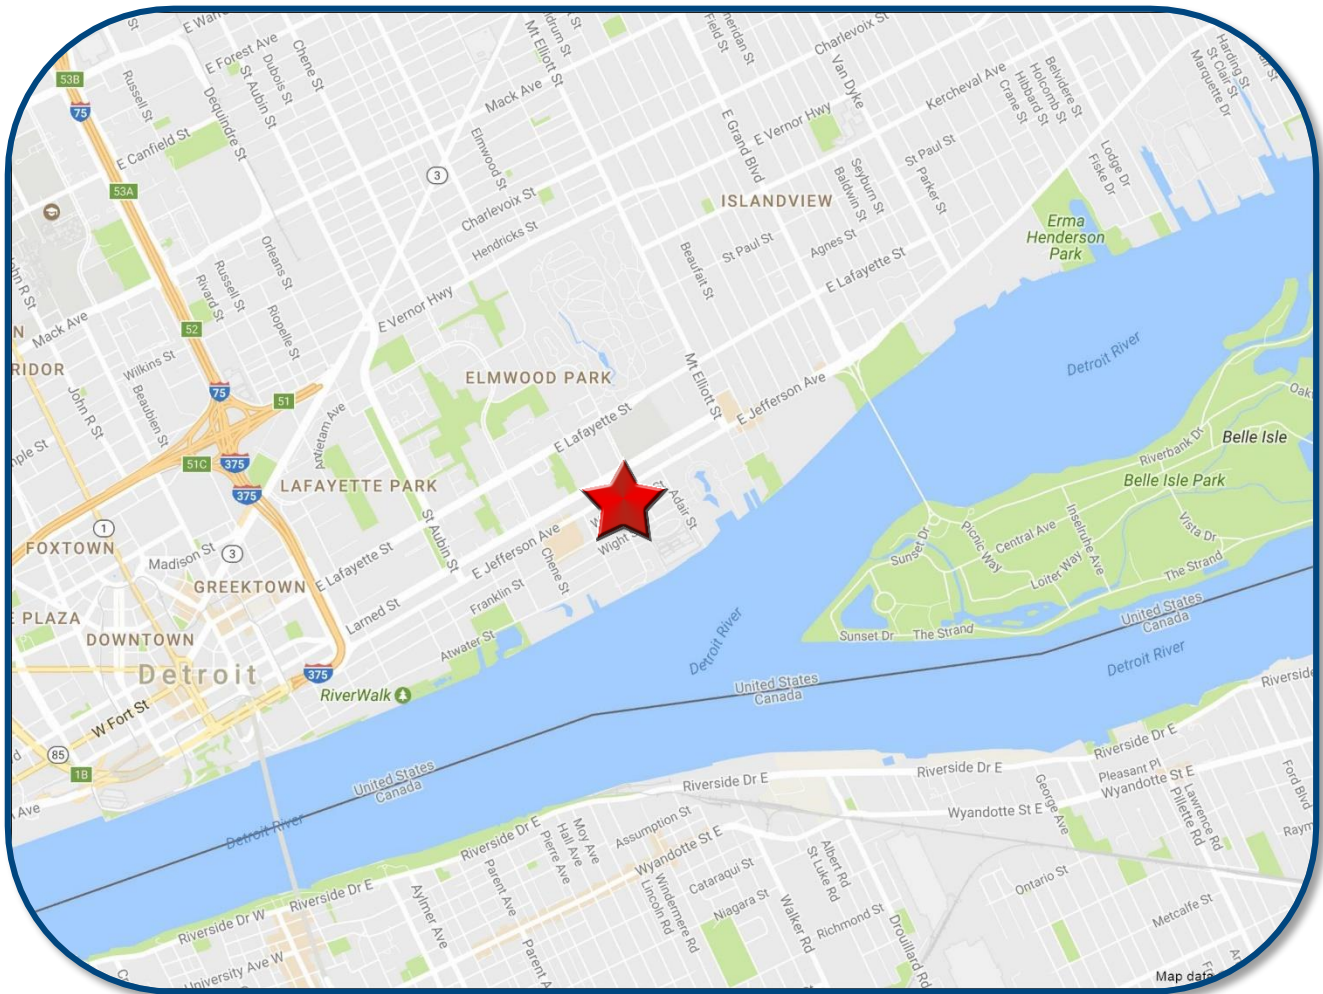 E Forest Ave
Chene St
Mt Elliott St
Field St
Sheridan St
Charlevoix St
Harding St
St Clair St
Marquette Dr
53B
75
Russell St
Dubois St
St Aubin St
Dequindre St
Mack Ave
Van Dyke
Kercheval Ave
Belvidere St
Holcomb St
Hibbard St
Crane St
E Canfield St
E Grand Blvd
E Vernor Hwy
St Paul St
Lodge Dr
Fiske Dr
53A
3
Elmwood St
Charlevoix St
Hendricks St
ISLANDVIEW
Seyburn St
Baldwin St
Parker St
Erma
Henderson
Park
Orleans St
Russell St
Rivard St
Riopelle St
Beaufait St
St Paul St
Agnes St
E Lafayette St
John R St
Mack Ave
52
E Vernor Hwy
Detroit River
RIDOR
Wilkins St
ELMWOOD PARK
Mt Elliott St
E Jefferson Ave
75
51
John R St
Beaubien St
Antietam Ave
E Lafayette St
Riverbank Dr
Belle Isle
Belle Isle Park
51C
375
375
LAFAYETTE PARK
St Aubin St
Adair St
Wight St
E Jefferson Ave
Chene St
Sunset Dr
Picnic Way
Central Ave
Inselruhe Ave
Vista Dr
Loiter Way
The Strand
1
FOXTOWN
Madison St
3
E Lafayette St
GREEKTOWN
Franklin St
Larned St
Atwater St
E PLAZA
DOWNTOWN
Detroit
375
RiverWalk
W Fort St
Detroit River
Sunset Dr
The Strand
United States
Canada
Detroit River
United States
Canada
85
1B
United States
Canada
Detroit River
Riverside Dr E
Riverside Dr E
Riverside Dr E
Riverside
Pleasant Pl
Wyandotte St E
Wyandotte St E
George Ave
Lawrence Rd
Pillette Rd
Ford Blvd
Riverside Dr E
Moy Ave
Hall Ave
Pierre Ave
Assumption St
Wyandotte St E
Parent Ave
Aylmer Ave
Riverside Dr E
Riverside Dr W
University Ave W
Cataraqui St
Niagara St
Windermere Rd
Lincoln Rd
Walker Rd
Albert Rd
St Luke Rd
Richmond St
Drouillard Rd
Ontario St
Metcalfe St
Parent A
Map data